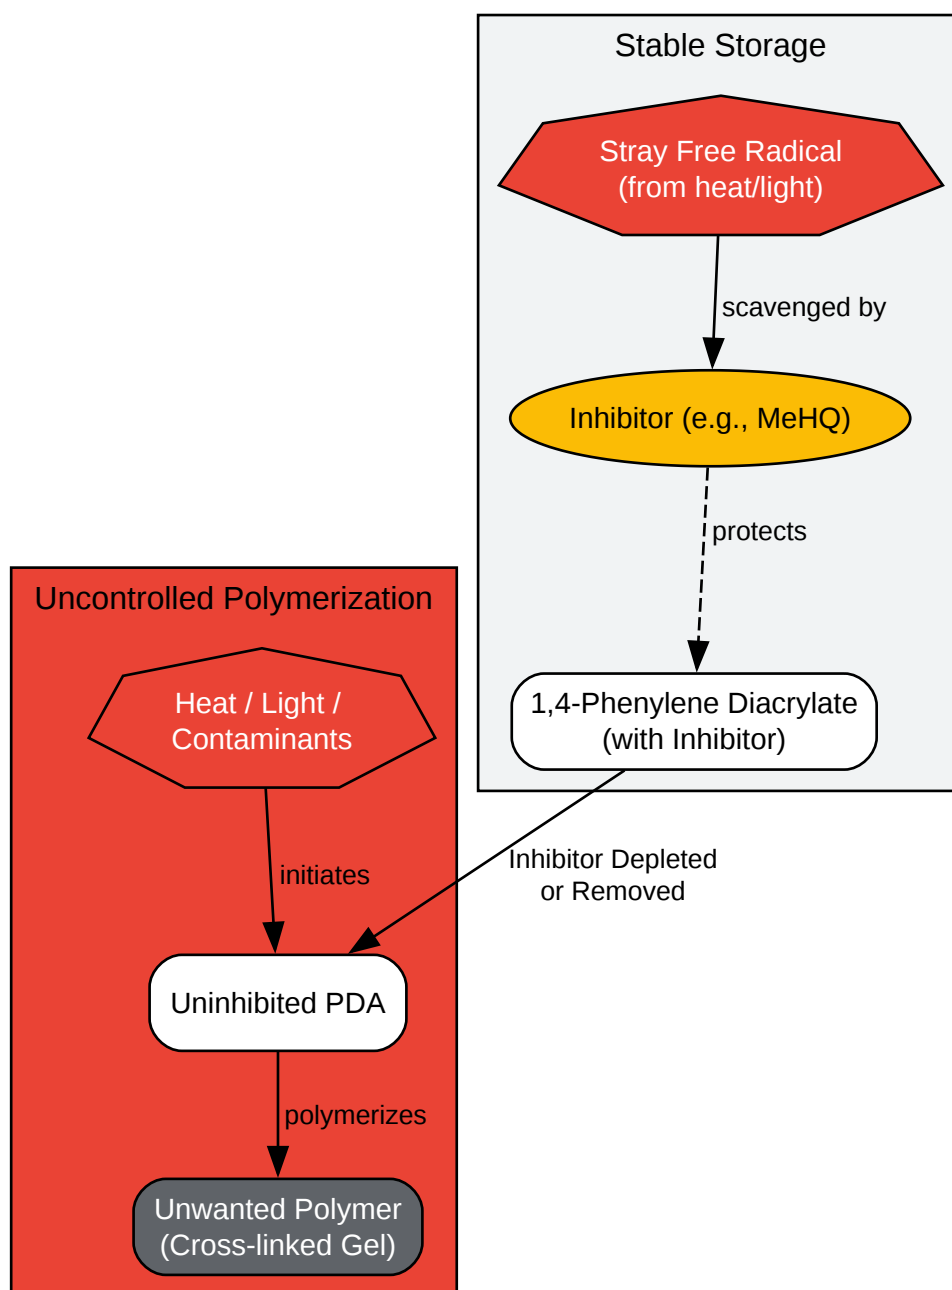 Stable Storage
Stray Free Radical
(from heat/light)
scavenged by
Inhibitor (e.g., MeHQ)
protects
1,4-Phenylene Diacrylate
(with Inhibitor)
Inhibitor Depleted
or Removed
Uncontrolled Polymerization
Heat / Light /
Contaminants
initiates
Uninhibited PDA
polymerizes
Unwanted Polymer
(Cross-linked Gel)